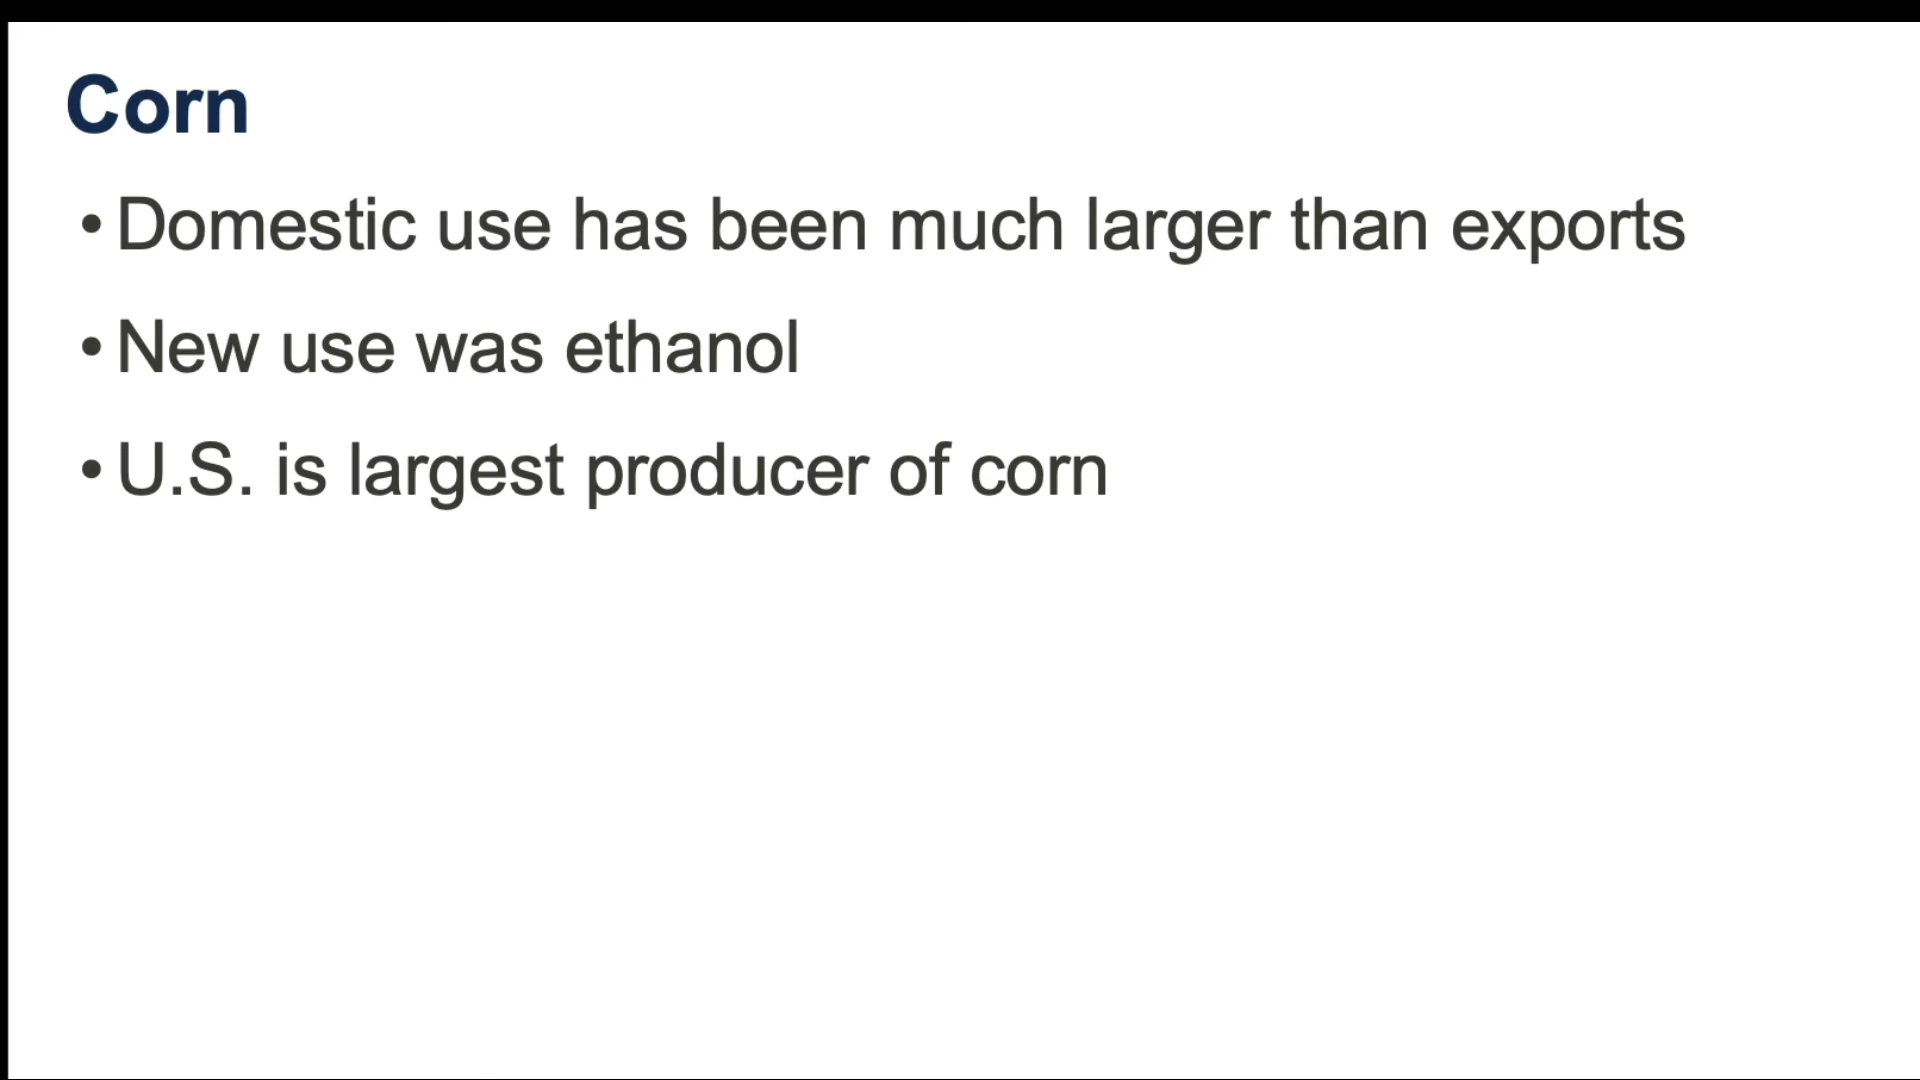 Corn
• Domestic use has been much larger than exports
• New use was ethanol
• U.S. is largest producer of corn